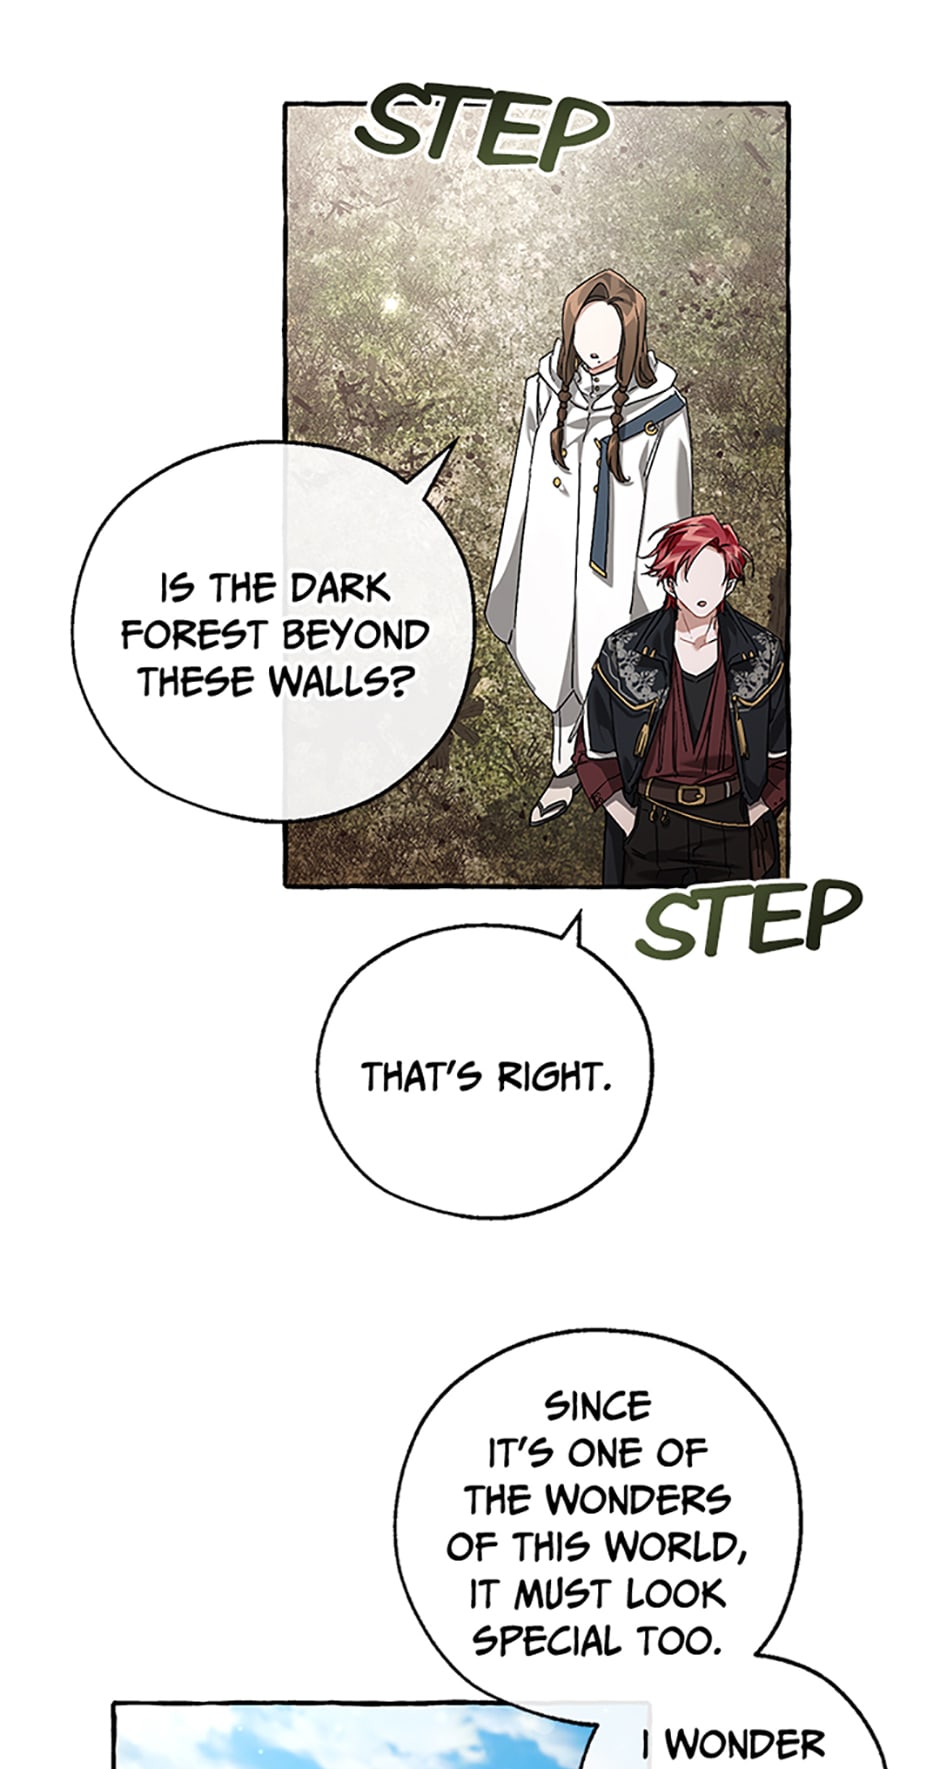 STEP
IS THE DARK
FOREST BEYOND
THESE WALLS?
STEP
THAT'S RIGHT.
SINCE
IT'S ONE OF
THE WONDERS
OF THIS WORLD,
IT MUST LOOK
SPECIAL TOO.
I WONDER